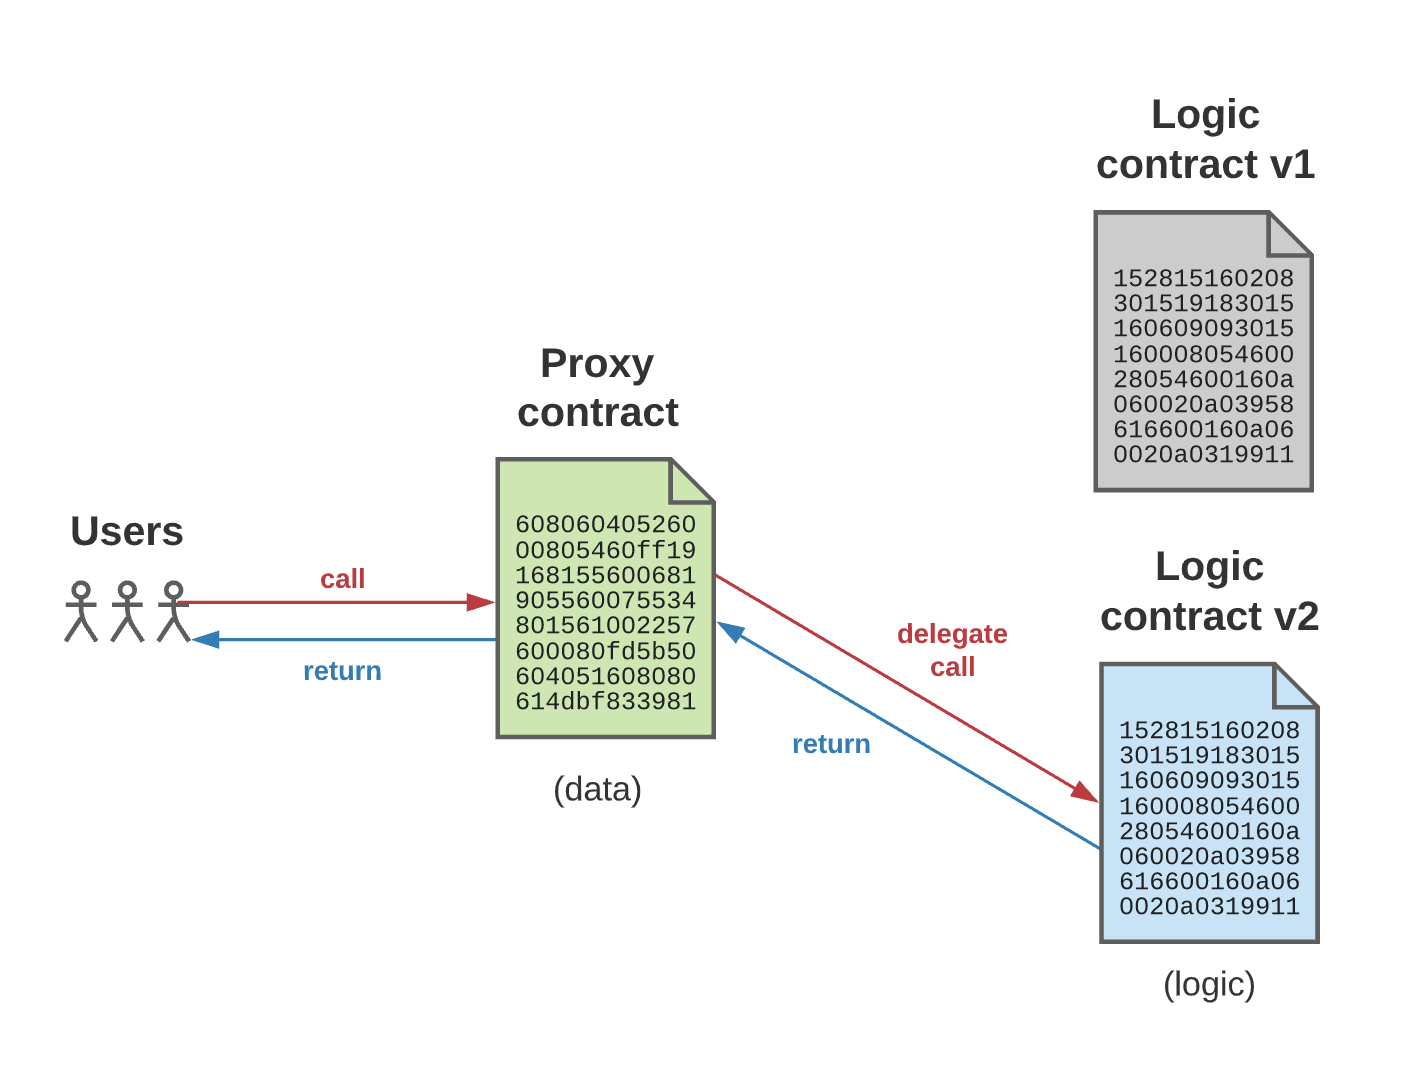 Logic
contract v1
152815160208
301519183015
160609093015
160008054600
28054600160a
060020a03958
616600160a06
0020a0319911
Proxy
contract
608060405260
00805460ff19
168155600681
905560075534
801561002257
600080fd5b50
604051608080
614dbf833981
(data)
Users
call
return
delegate
call
return
Logic
contract v2
152815160208
301519183015
160609093015
160008054600
28054600160a
060020a03958
616600160a06
0020a0319911
(logic)